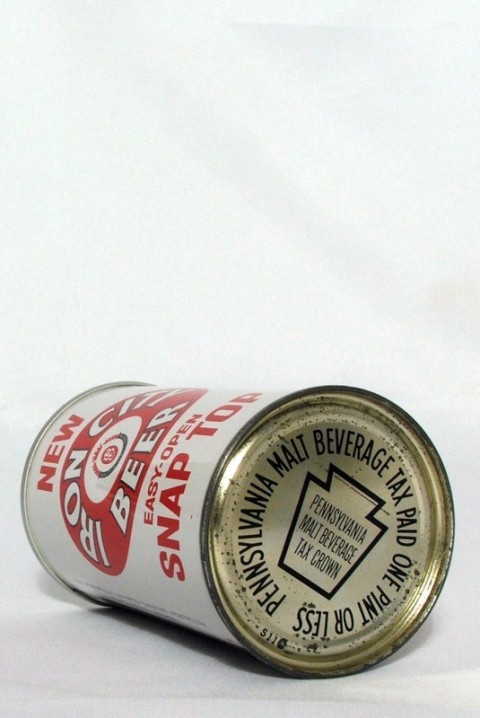 NEW
IRON CITY
BEER
EASY-OPEN
SNAP TOP
PENNSYLVANIA MALT BEVERAGE TAX PAID ONE PINT OR LESS
PENNSYLVANIA
MALT BEVERAGE
TAX CROWN